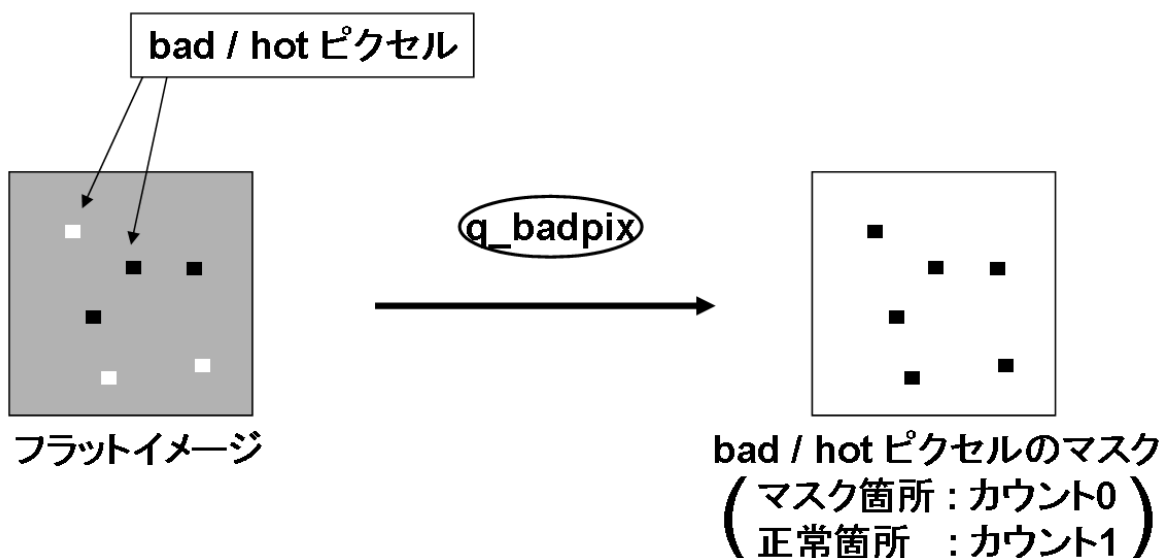 bad / hot ピクセル
q_badpix
フラットイメージ
bad / hot ピクセルのマスク
マスク箇所 : カウント0
正常箇所 : カウント1